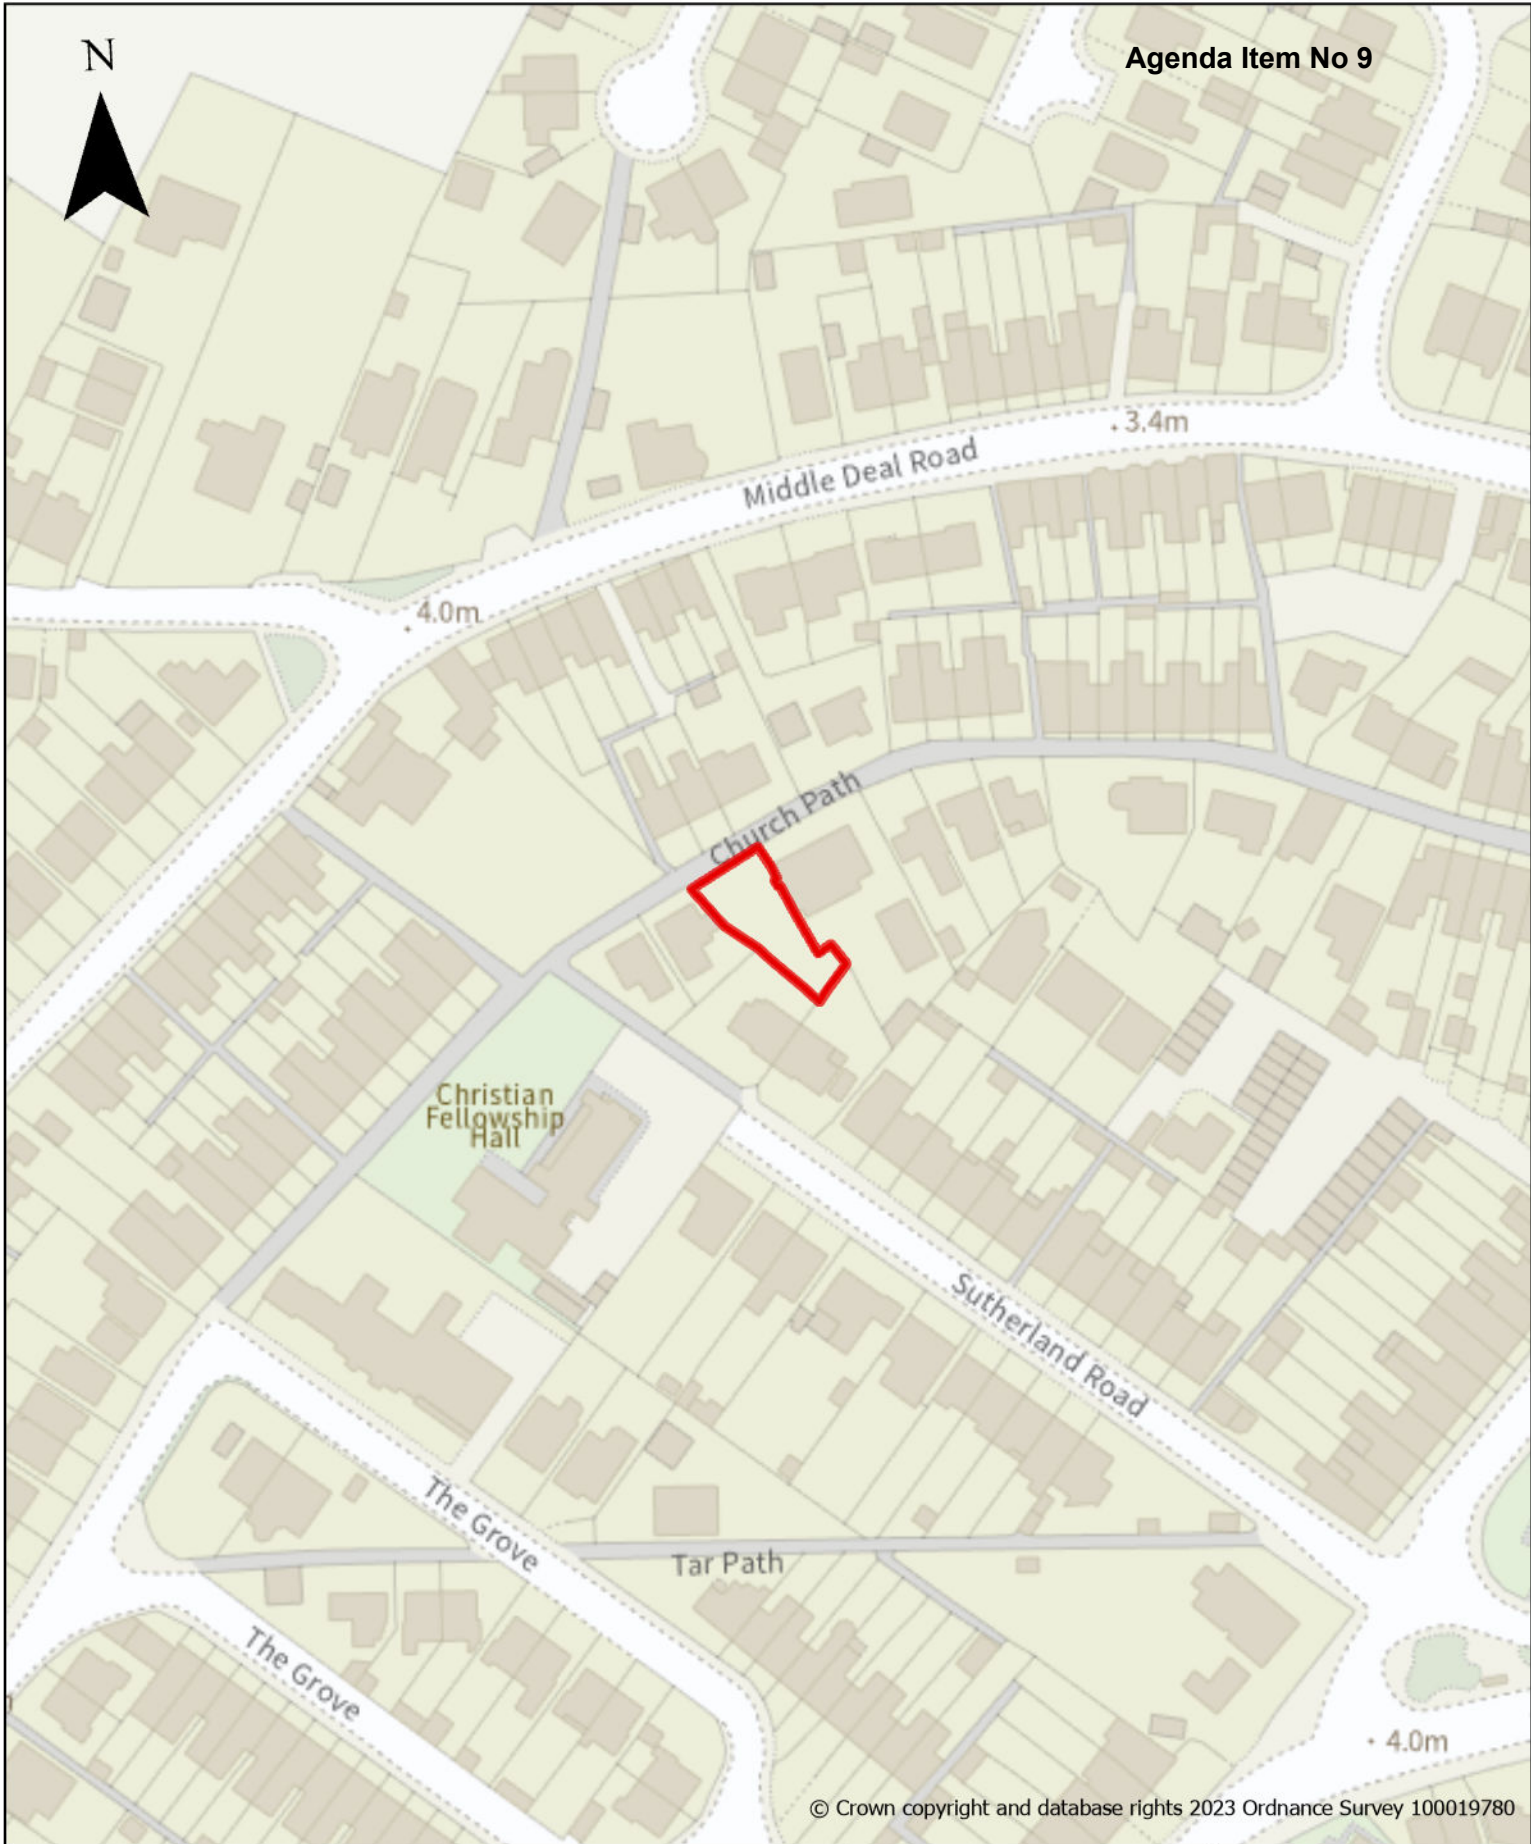 N
Agenda Item No 9
3.4m
Middle Deal Road
4.0m
Church Path
Christian
Fellowship
Hall
Sutherland Road
The Grove
Tar Path
The Grove
4.0m
© Crown copyright and database rights 2023 Ordnance Survey 100019780